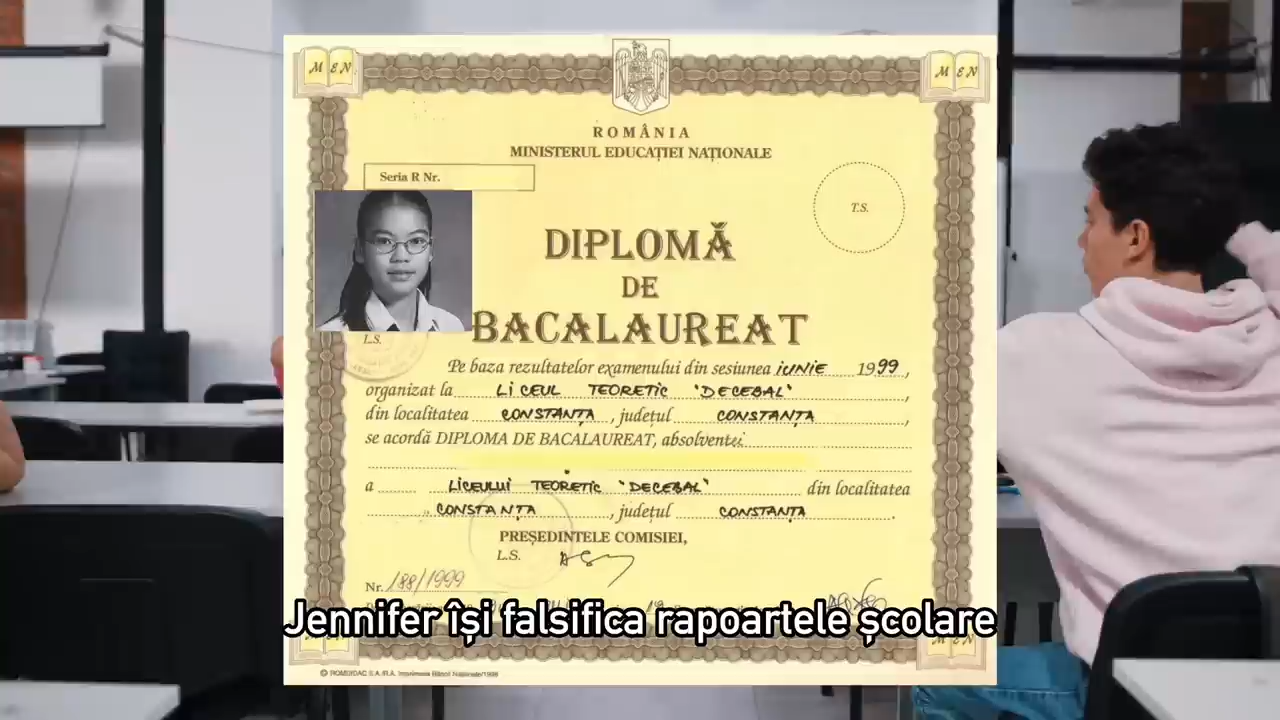 M E N
M E N
ROMÂNIA
MINISTERUL EDUCAȚIEI NAȚIONALE
Seria R Nr.
T.S.
DIPLOMĂ
DE
BACALAUREAT
L.S.
Pe baza rezultatelor examenului din sesiunea IUNIE 1999,
organizat la LICEUL TEORETIC "DECEBAL",
din localitatea CONSTANȚA, județul CONSTANȚA,
se acordă DIPLOMA DE BACALAUREAT, absolventei
a LICEULUI TEORETIC "DECEBAL" din localitatea
CONSTANȚA, județul CONSTANȚA.
PREȘEDINTELE COMISIEI,
L.S.
Nr. 188/1999
Jennifer își falsifica rapoartele școlare